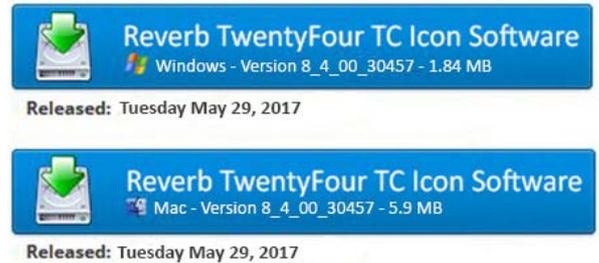 Reverb TwentyFour TC Icon Software
Windows - Version 8_4_00_30457 - 1.84 MB
Released: Tuesday May 29, 2017
Reverb TwentyFour TC Icon Software
Mac - Version 8_4_00_30457 - 5.9 MB
Released: Tuesday May 29, 2017